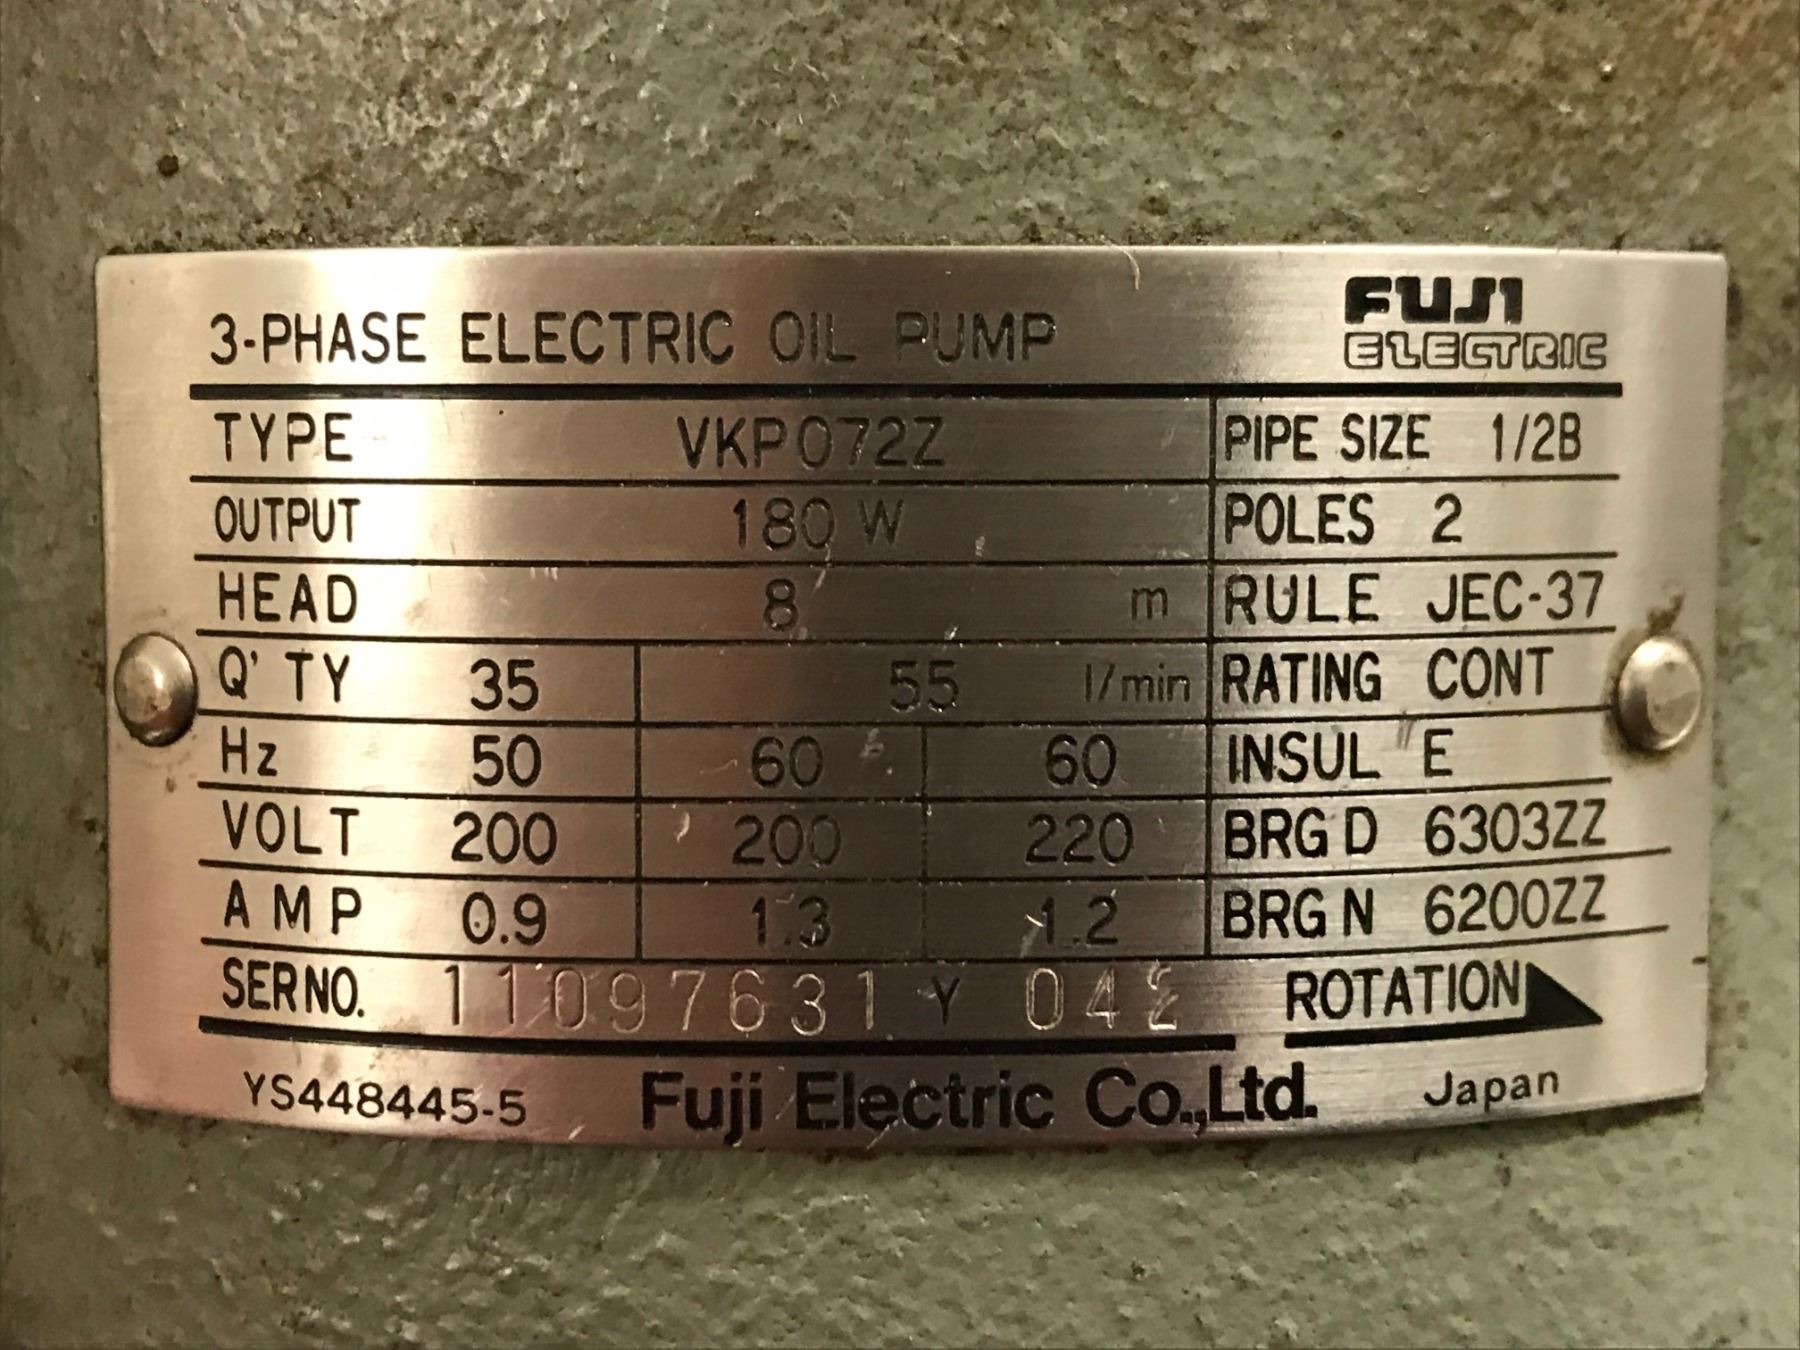 3-PHASE ELECTRIC OIL PUMP FUJI ELECTRIC
TYPE VKP072Z PIPE SIZE 1/2B
OUTPUT 180 W POLES 2
HEAD 8 m RULE JEC-37
Q'TY 35 55 l/min RATING CONT
Hz 50 60 60 INSUL E
VOLT 200 200 220 BRG D 6303ZZ
AMP 0.9 1.3 1.2 BRG N 6200ZZ
SER NO. 11097631 Y 042 ROTATION
YS448445-5 Fuji Electric Co.,Ltd. Japan